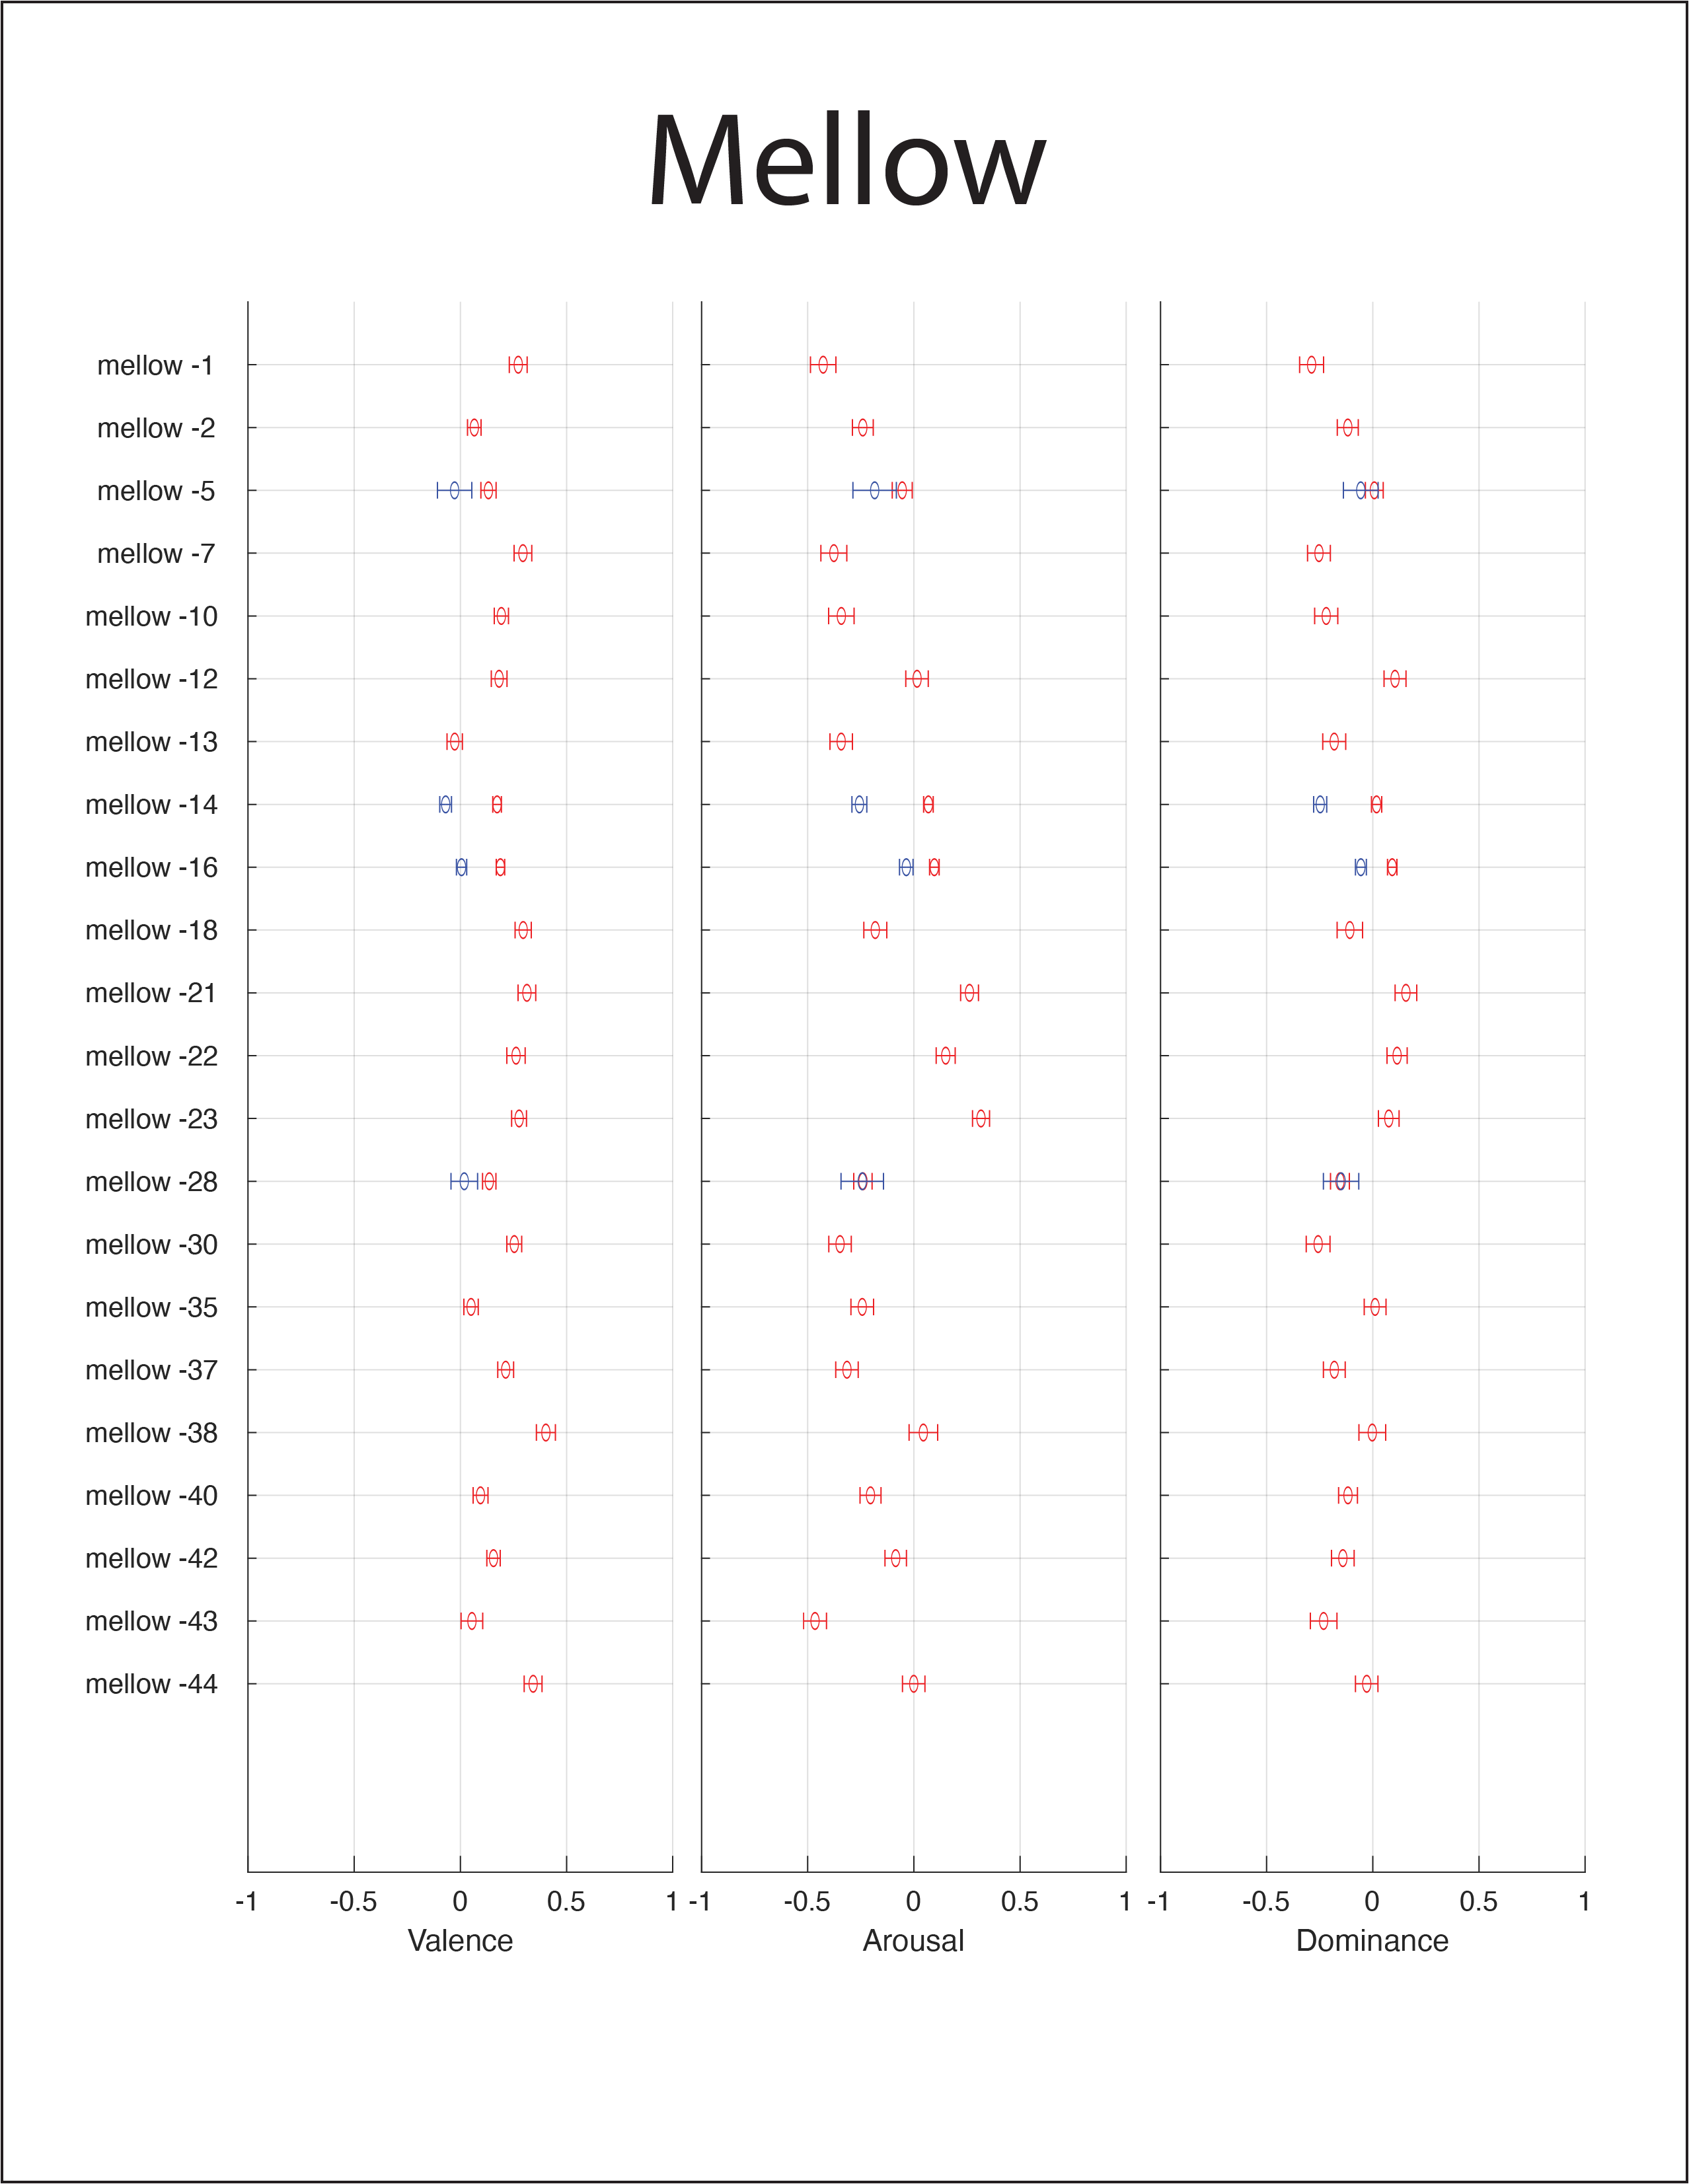 Mellow
mellow -1
mellow -2
mellow -5
mellow -7
mellow -10
mellow -12
mellow -13
mellow -14
mellow -16
mellow -18
mellow -21
mellow -22
mellow -23
mellow -28
mellow -30
mellow -35
mellow -37
mellow -38
mellow -40
mellow -42
mellow -43
mellow -44
-1 -0.5 0 0.5 1 -1 -0.5 0 0.5 1 -1 -0.5 0 0.5 1
Valence Arousal Dominance